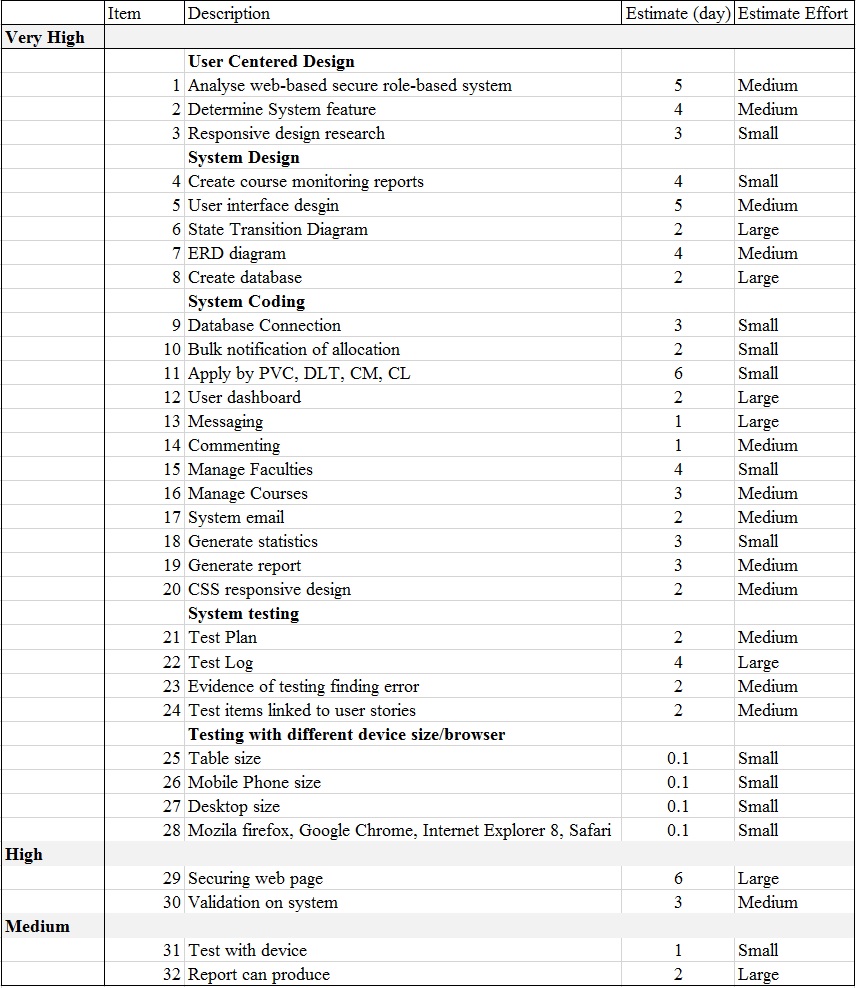 Item Description Estimate (day) Estimate Effort
Very High
User Centered Design
1 Analyse web-based secure role-based system 5 Medium
2 Determine System feature 4 Medium
3 Responsive design research 3 Small
System Design
4 Create course monitoring reports 4 Small
5 User interface desgin 5 Medium
6 State Transition Diagram 2 Large
7 ERD diagram 4 Medium
8 Create database 2 Large
System Coding
9 Database Connection 3 Small
10 Bulk notification of allocation 2 Small
11 Apply by PVC, DLT, CM, CL 6 Small
12 User dashboard 2 Large
13 Messaging 1 Large
14 Commenting 1 Medium
15 Manage Faculties 4 Small
16 Manage Courses 3 Medium
17 System email 2 Medium
18 Generate statistics 3 Small
19 Generate report 3 Medium
20 CSS responsive design 2 Medium
System testing
21 Test Plan 2 Medium
22 Test Log 4 Large
23 Evidence of testing finding error 2 Medium
24 Test items linked to user stories 2 Medium
Testing with different device size/browser
25 Table size 0.1 Small
26 Mobile Phone size 0.1 Small
27 Desktop size 0.1 Small
28 Mozila firefox, Google Chrome, Internet Explorer 8, Safari 0.1 Small
High
29 Securing web page 6 Large
30 Validation on system 3 Medium
Medium
31 Test with device 1 Small
32 Report can produce 2 Large